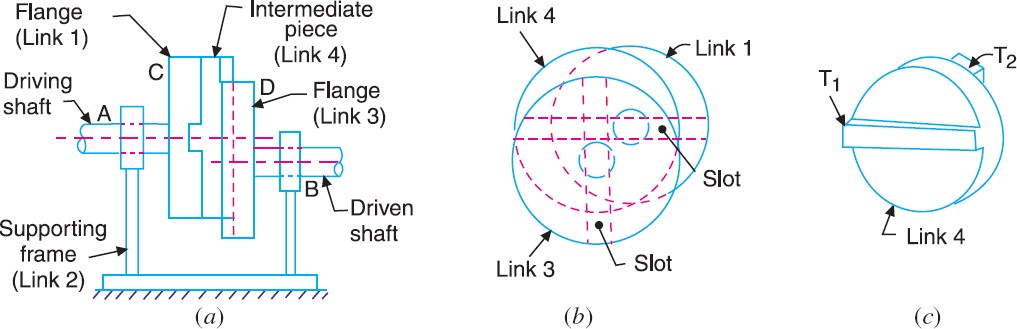 Flange
(Link 1)
C
Intermediate
piece
(Link 4)
Driving
shaft
A
D
Flange
(Link 3)
B
Driven
shaft
Supporting
frame
(Link 2)
(a)
Link 4
Link 1
Slot
Link 3
Slot
(b)
T1
T2
Link 4
(c)